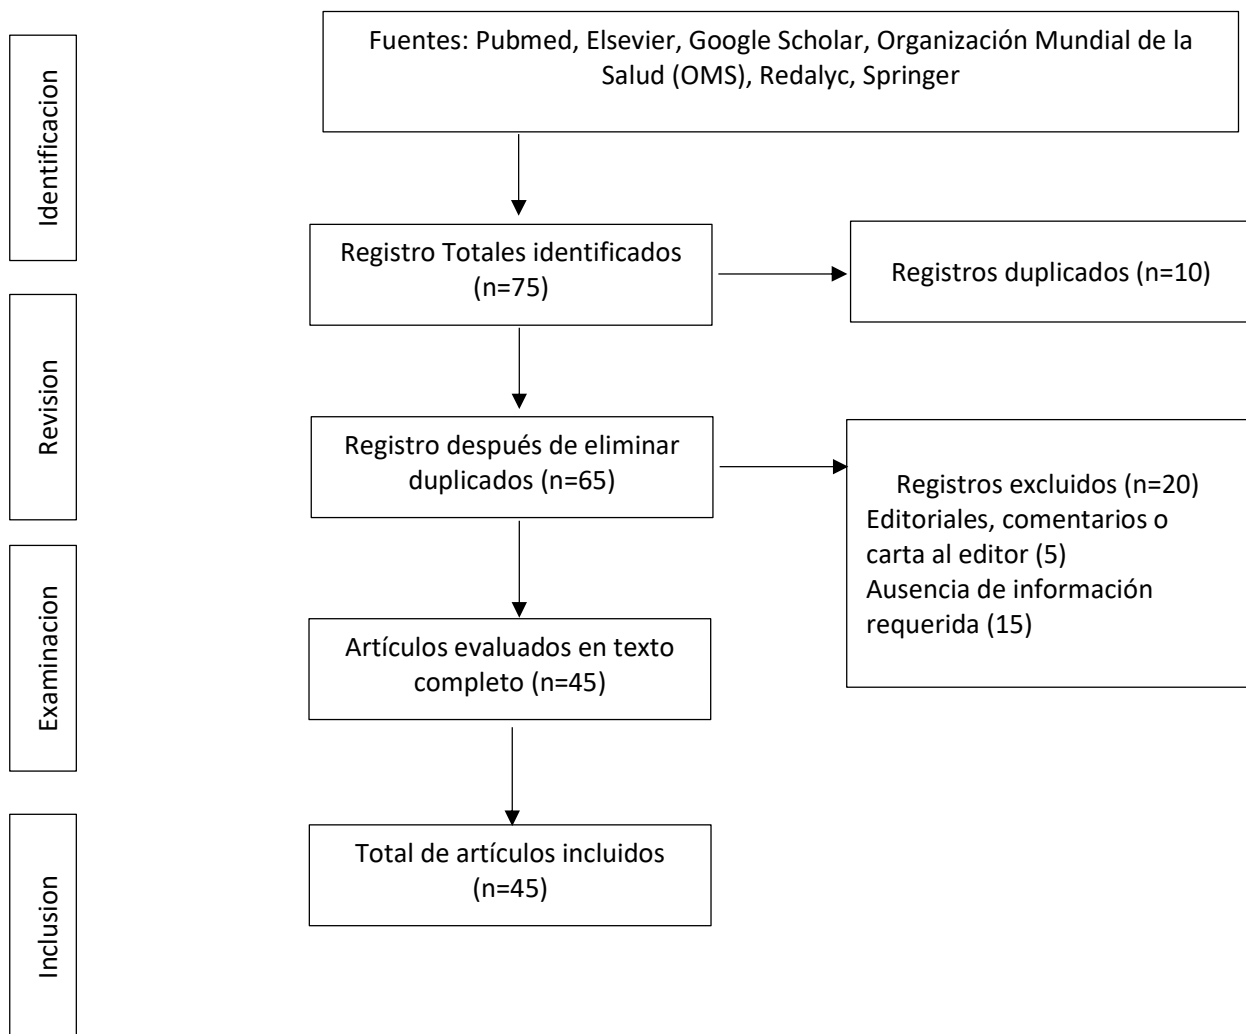 Fuentes: Pubmed, Elsevier, Google Scholar, Organización Mundial de la
Salud (OMS), Redalyc, Springer
Identificacion
Registro Totales identificados
(n=75)
Registros duplicados (n=10)
Revision
Registro después de eliminar
duplicados (n=65)
Registros excluidos (n=20)
Editoriales, comentarios o
carta al editor (5)
Ausencia de información
requerida (15)
Examinacion
Artículos evaluados en texto
completo (n=45)
Inclusion
Total de artículos incluidos
(n=45)